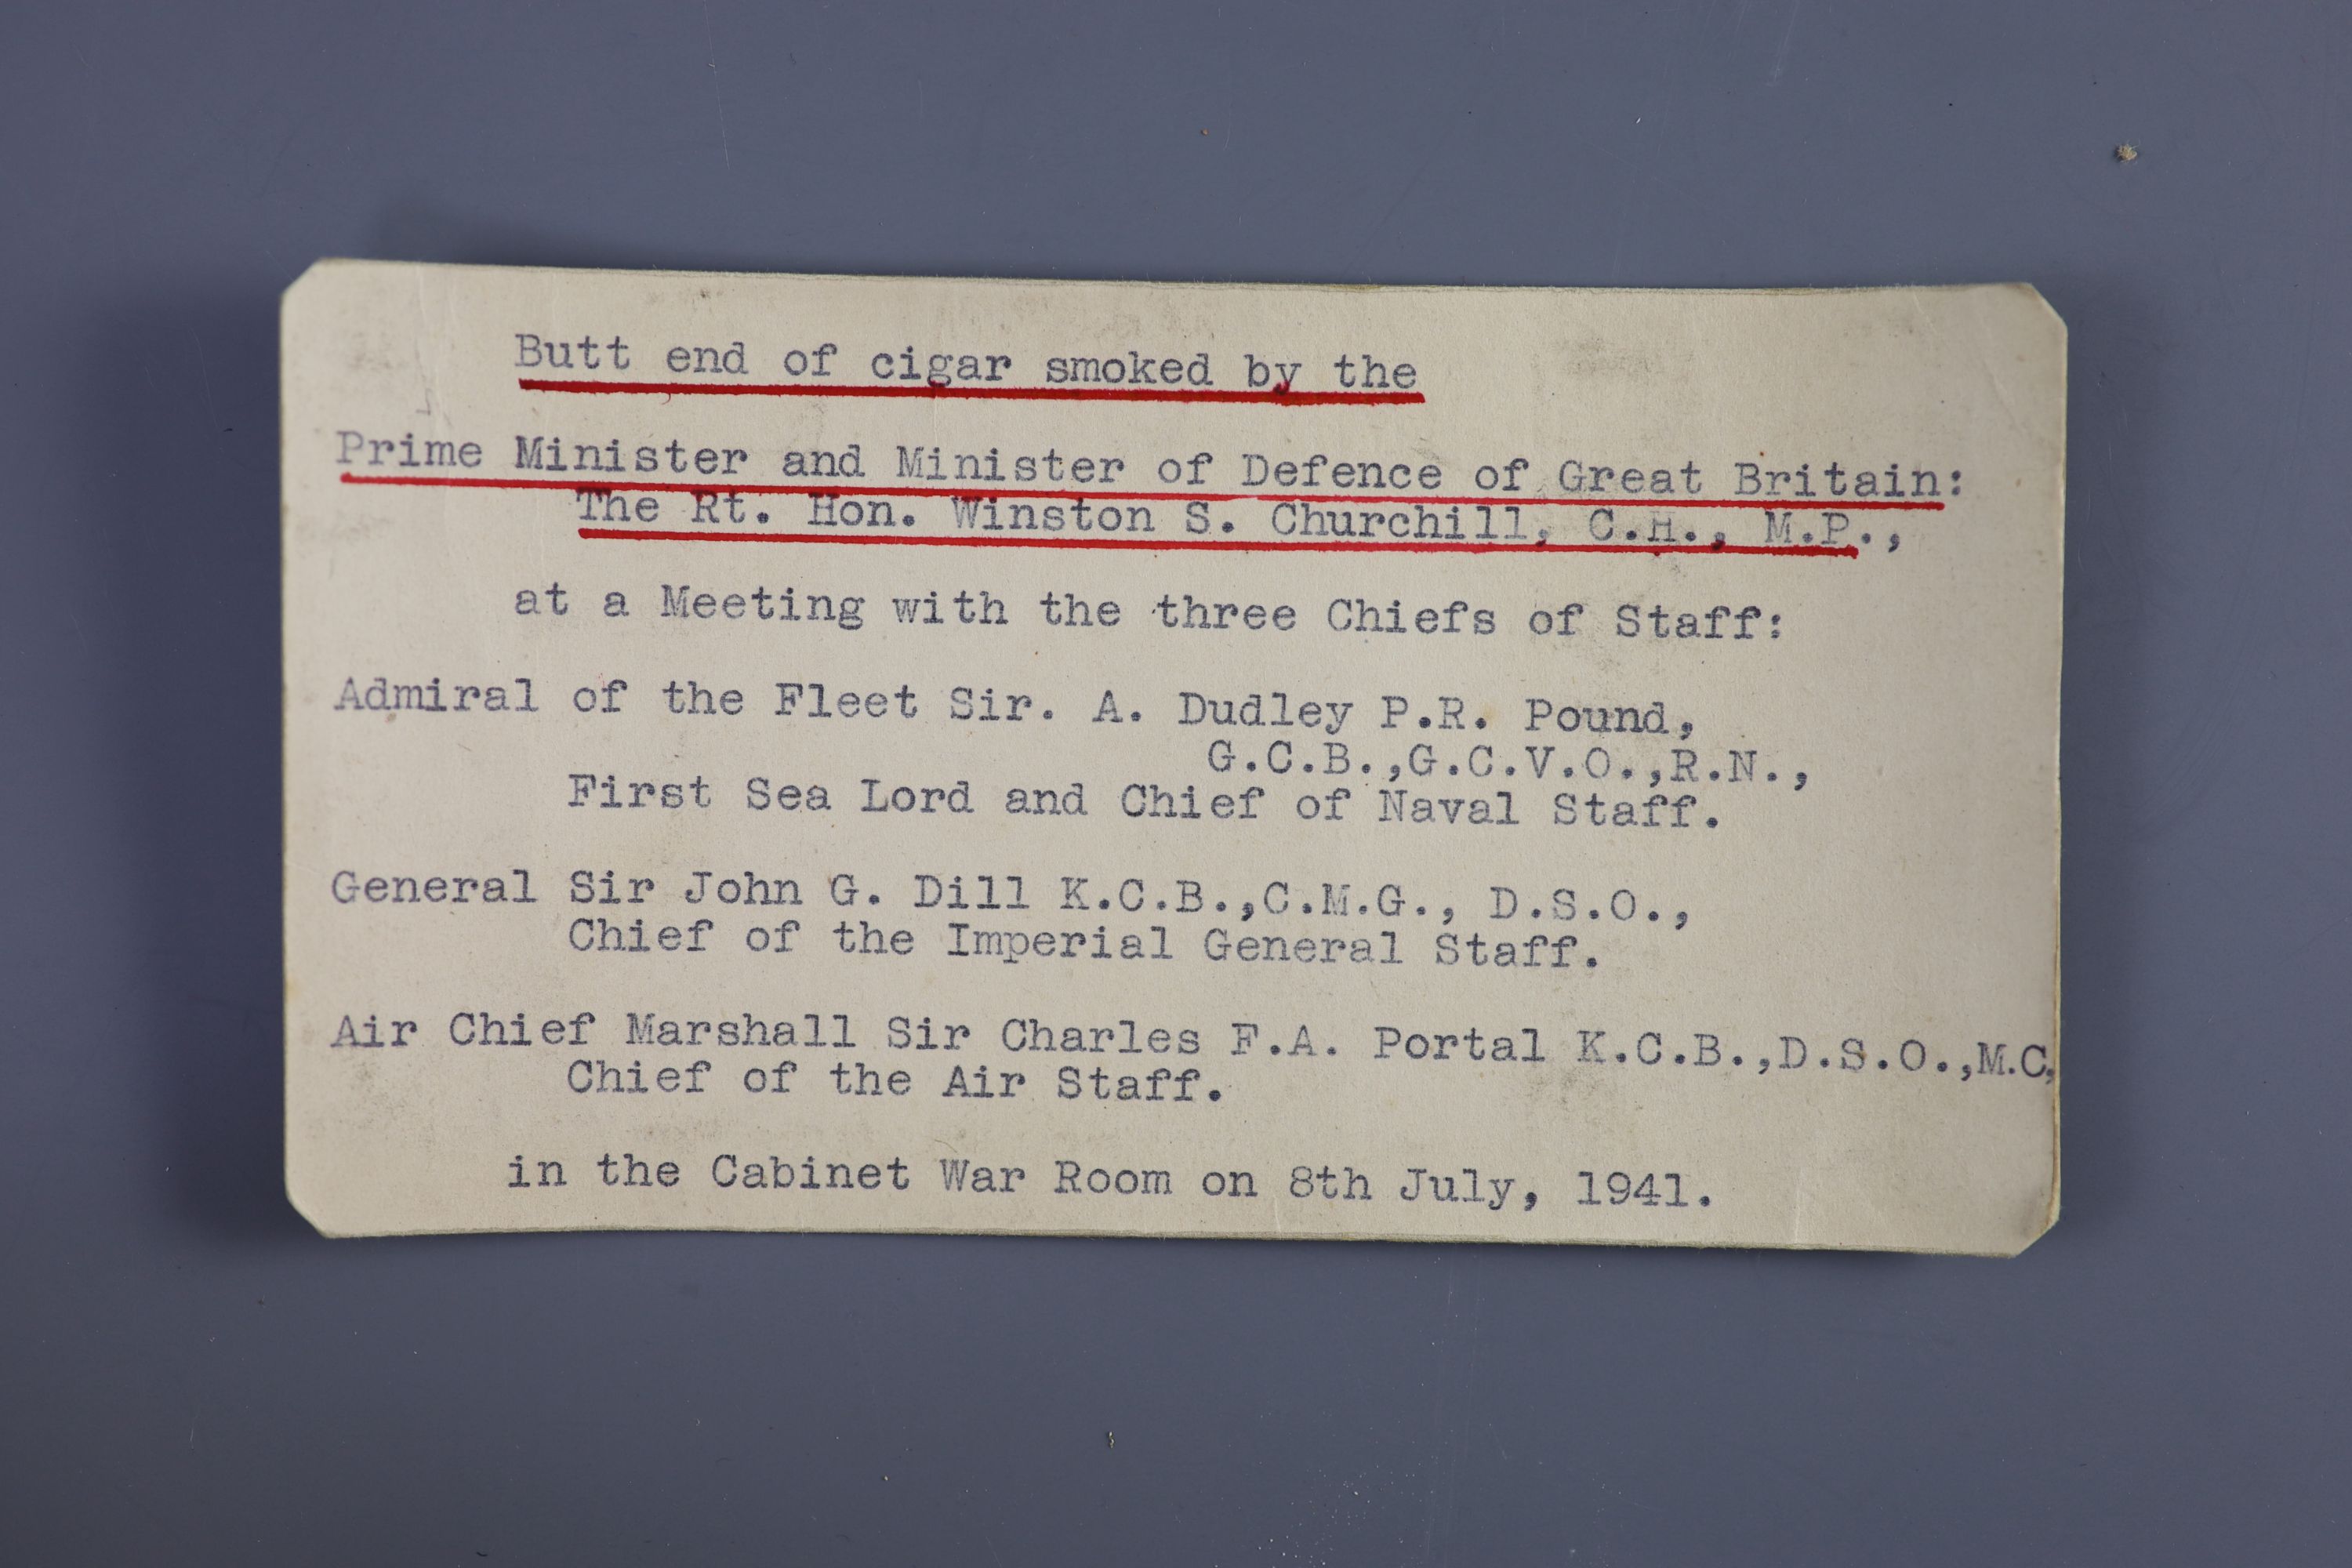 Butt end of cigar smoked by the
Prime Minister and Minister of Defence of Great Britain:
The Rt. Hon. Winston S. Churchill, C.H., M.P.,
at a Meeting with the three Chiefs of Staff:
Admiral of the Fleet Sir. A. Dudley P.R. Pound,
G.C.B.,G.C.V.O.,R.N.,
First Sea Lord and Chief of Naval Staff.
General Sir John G. Dill K.C.B.,C.M.G., D.S.O.,
Chief of the Imperial General Staff.
Air Chief Marshall Sir Charles F.A. Portal K.C.B.,D.S.O.,M.C,
Chief of the Air Staff.
in the Cabinet War Room on 8th July, 1941.